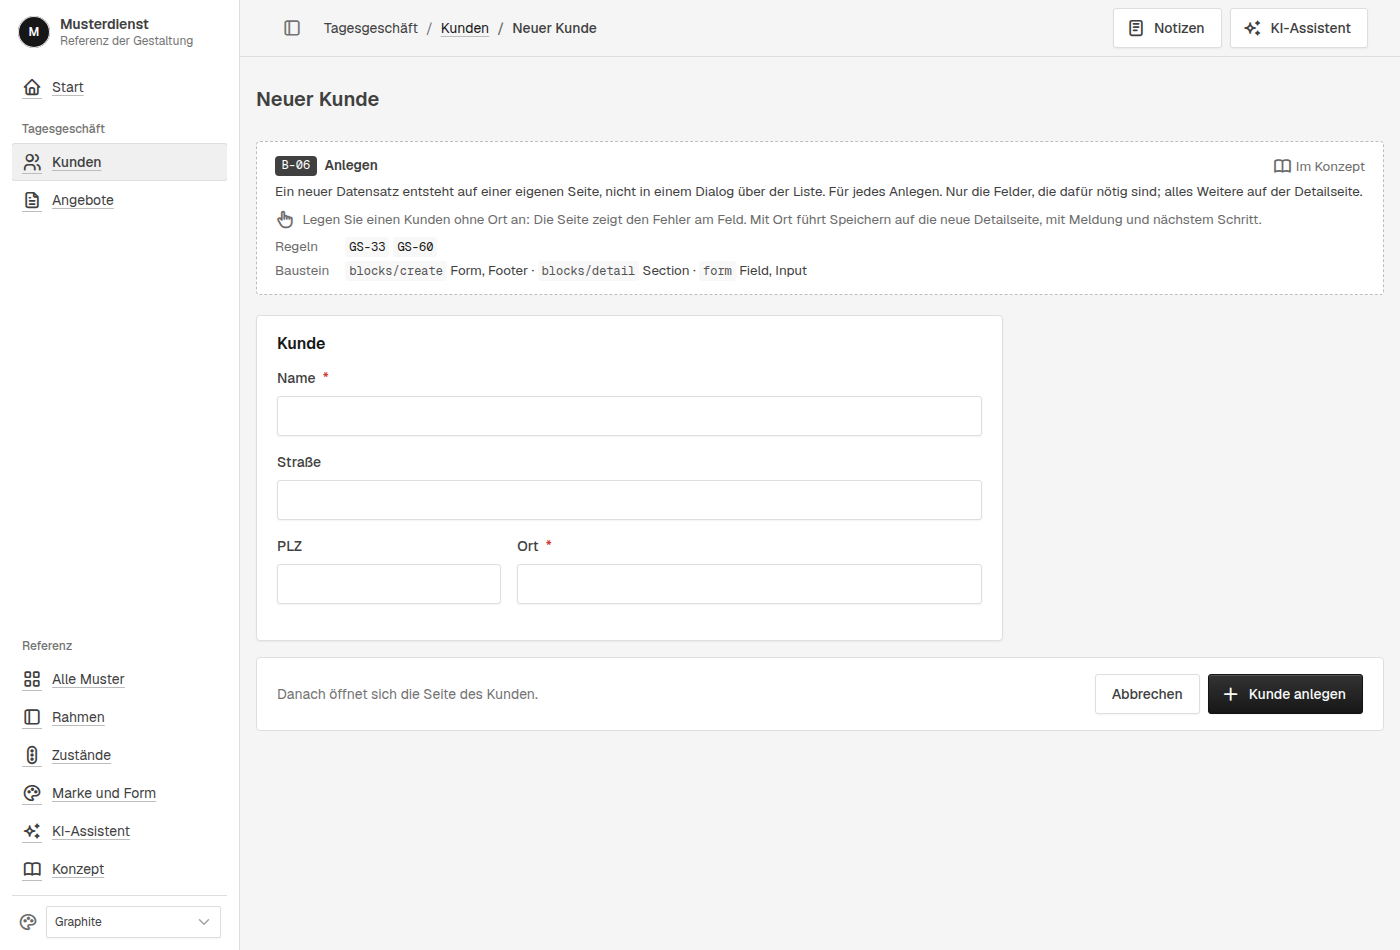 M
Musterdienst
Referenz der Gestaltung
Start
Tagesgeschäft
Kunden
Angebote
Referenz
Alle Muster
Rahmen
Zustände
Marke und Form
KI-Assistent
Konzept
Graphite
Tagesgeschäft / Kunden / Neuer Kunde
Notizen
KI-Assistent
Neuer Kunde
B-06 Anlegen
Im Konzept
Ein neuer Datensatz entsteht auf einer eigenen Seite, nicht in einem Dialog über der Liste. Für jedes Anlegen. Nur die Felder, die dafür nötig sind; alles Weitere auf der Detailseite.
Legen Sie einen Kunden ohne Ort an: Die Seite zeigt den Fehler am Feld. Mit Ort führt Speichern auf die neue Detailseite, mit Meldung und nächstem Schritt.
Regeln GS-33 GS-60
Baustein blocks/create Form, Footer · blocks/detail Section · form Field, Input
Kunde
Name *
Straße
PLZ
Ort *
Danach öffnet sich die Seite des Kunden.
Abbrechen
Kunde anlegen